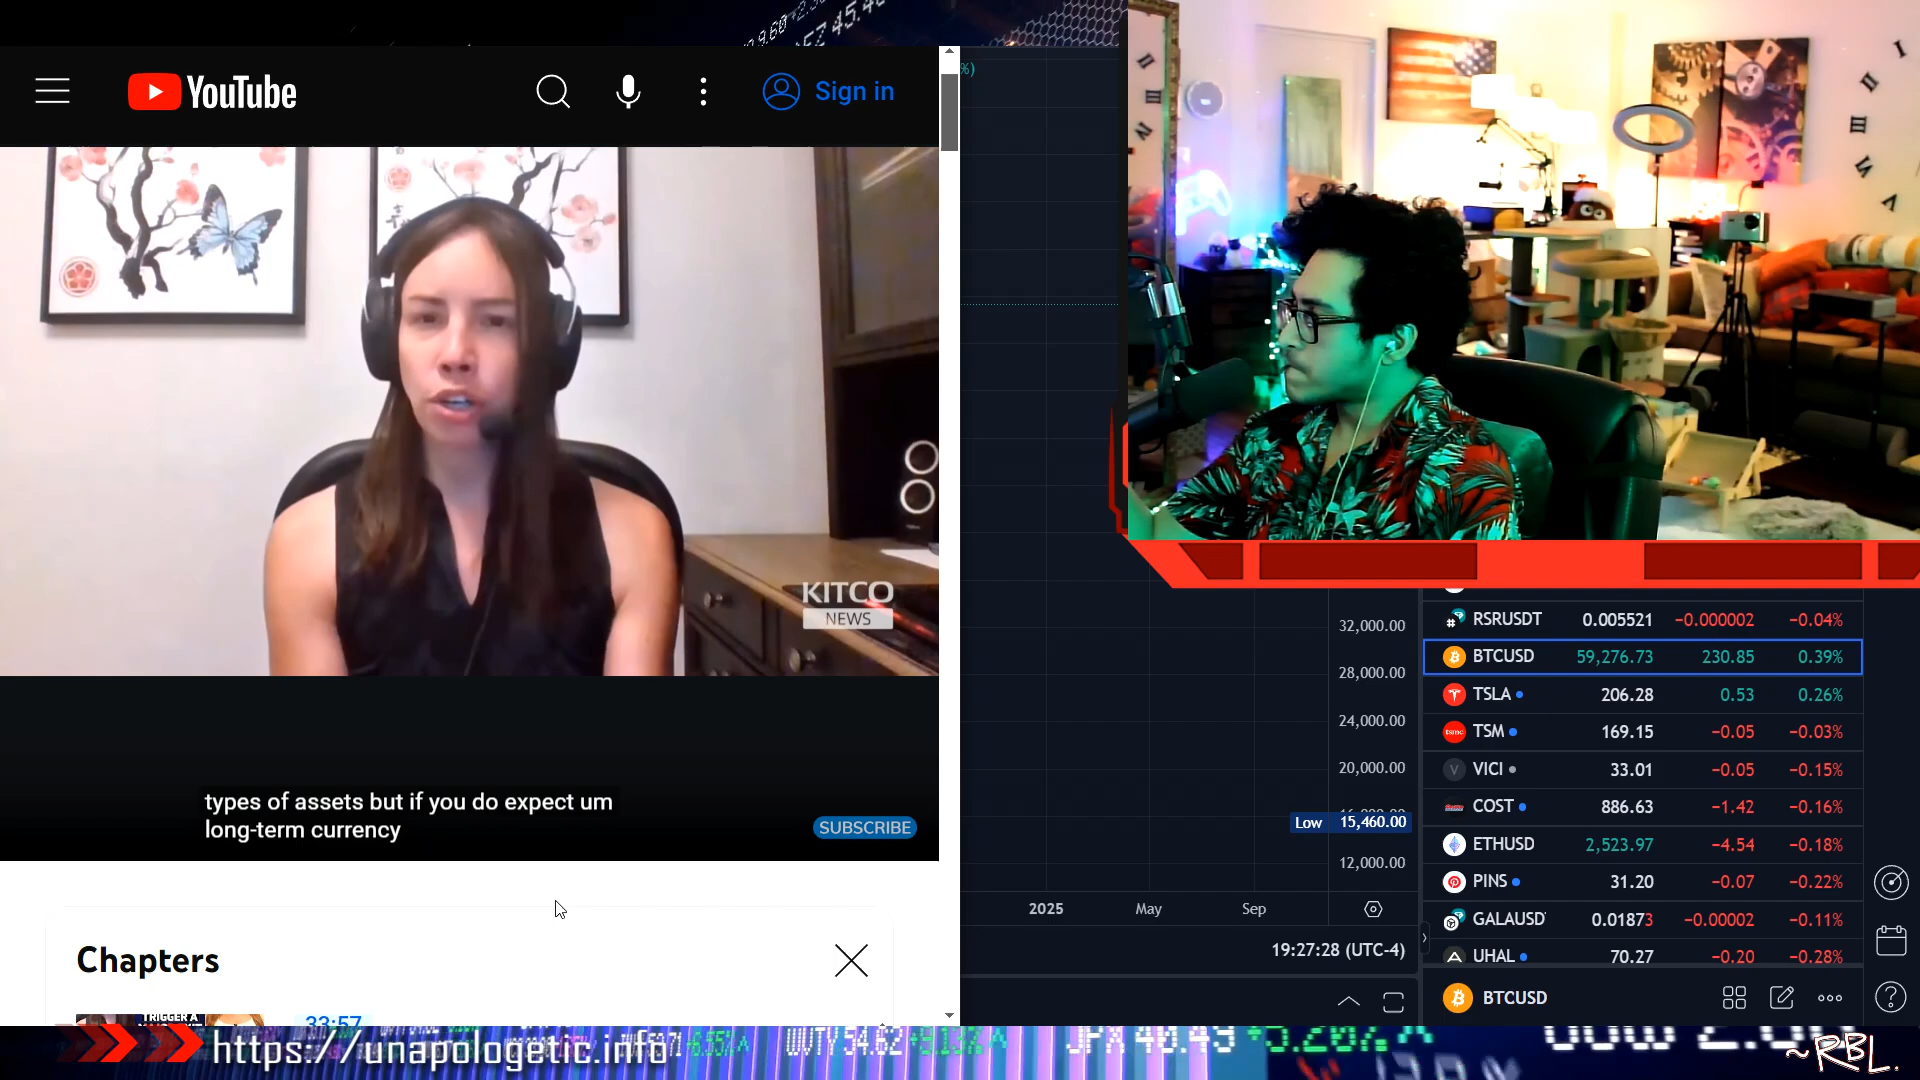 YouTube
Sign in
KITCO
NEWS
types of assets but if you do expect um
long-term currency
SUBSCRIBE
Chapters
TRIGGER A
33:57
%)
32,000.00
28,000.00
24,000.00
20,000.00
Low 15,460.00
12,000.00
2025 May Sep
19:27:28 (UTC-4)
RSRUSDT 0.005521 −0.000002 −0.04%
BTCUSD 59,276.73 230.85 0.39%
TSLA 206.28 0.53 0.26%
TSM 169.15 −0.05 −0.03%
VICI 33.01 −0.05 −0.15%
COST 886.63 −1.42 −0.16%
ETHUSD 2,523.97 −4.54 −0.18%
PINS 31.20 −0.07 −0.22%
GALAUSD 0.01873 −0.00002 −0.11%
UHAL 70.27 −0.20 −0.28%
BTCUSD
https://unapologetic.info
~RBL.